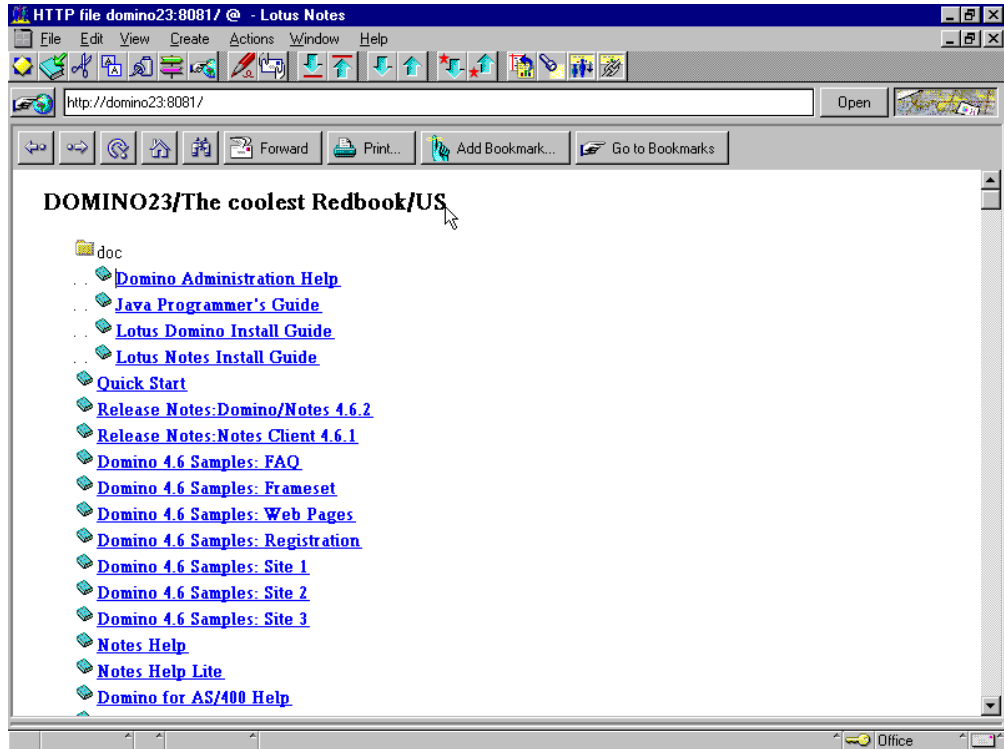 HTTP file domino23:8081/ @ - Lotus Notes
File Edit View Create Actions Window Help
http://domino23:8081/ Open
Forward Print... Add Bookmark... Go to Bookmarks
DOMINO23/The coolest Redbook/US
doc
. . Domino Administration Help
. . Java Programmer's Guide
. . Lotus Domino Install Guide
. . Lotus Notes Install Guide
Quick Start
Release Notes:Domino/Notes 4.6.2
Release Notes:Notes Client 4.6.1
Domino 4.6 Samples: FAQ
Domino 4.6 Samples: Frameset
Domino 4.6 Samples: Web Pages
Domino 4.6 Samples: Registration
Domino 4.6 Samples: Site 1
Domino 4.6 Samples: Site 2
Domino 4.6 Samples: Site 3
Notes Help
Notes Help Lite
Domino for AS/400 Help
Office